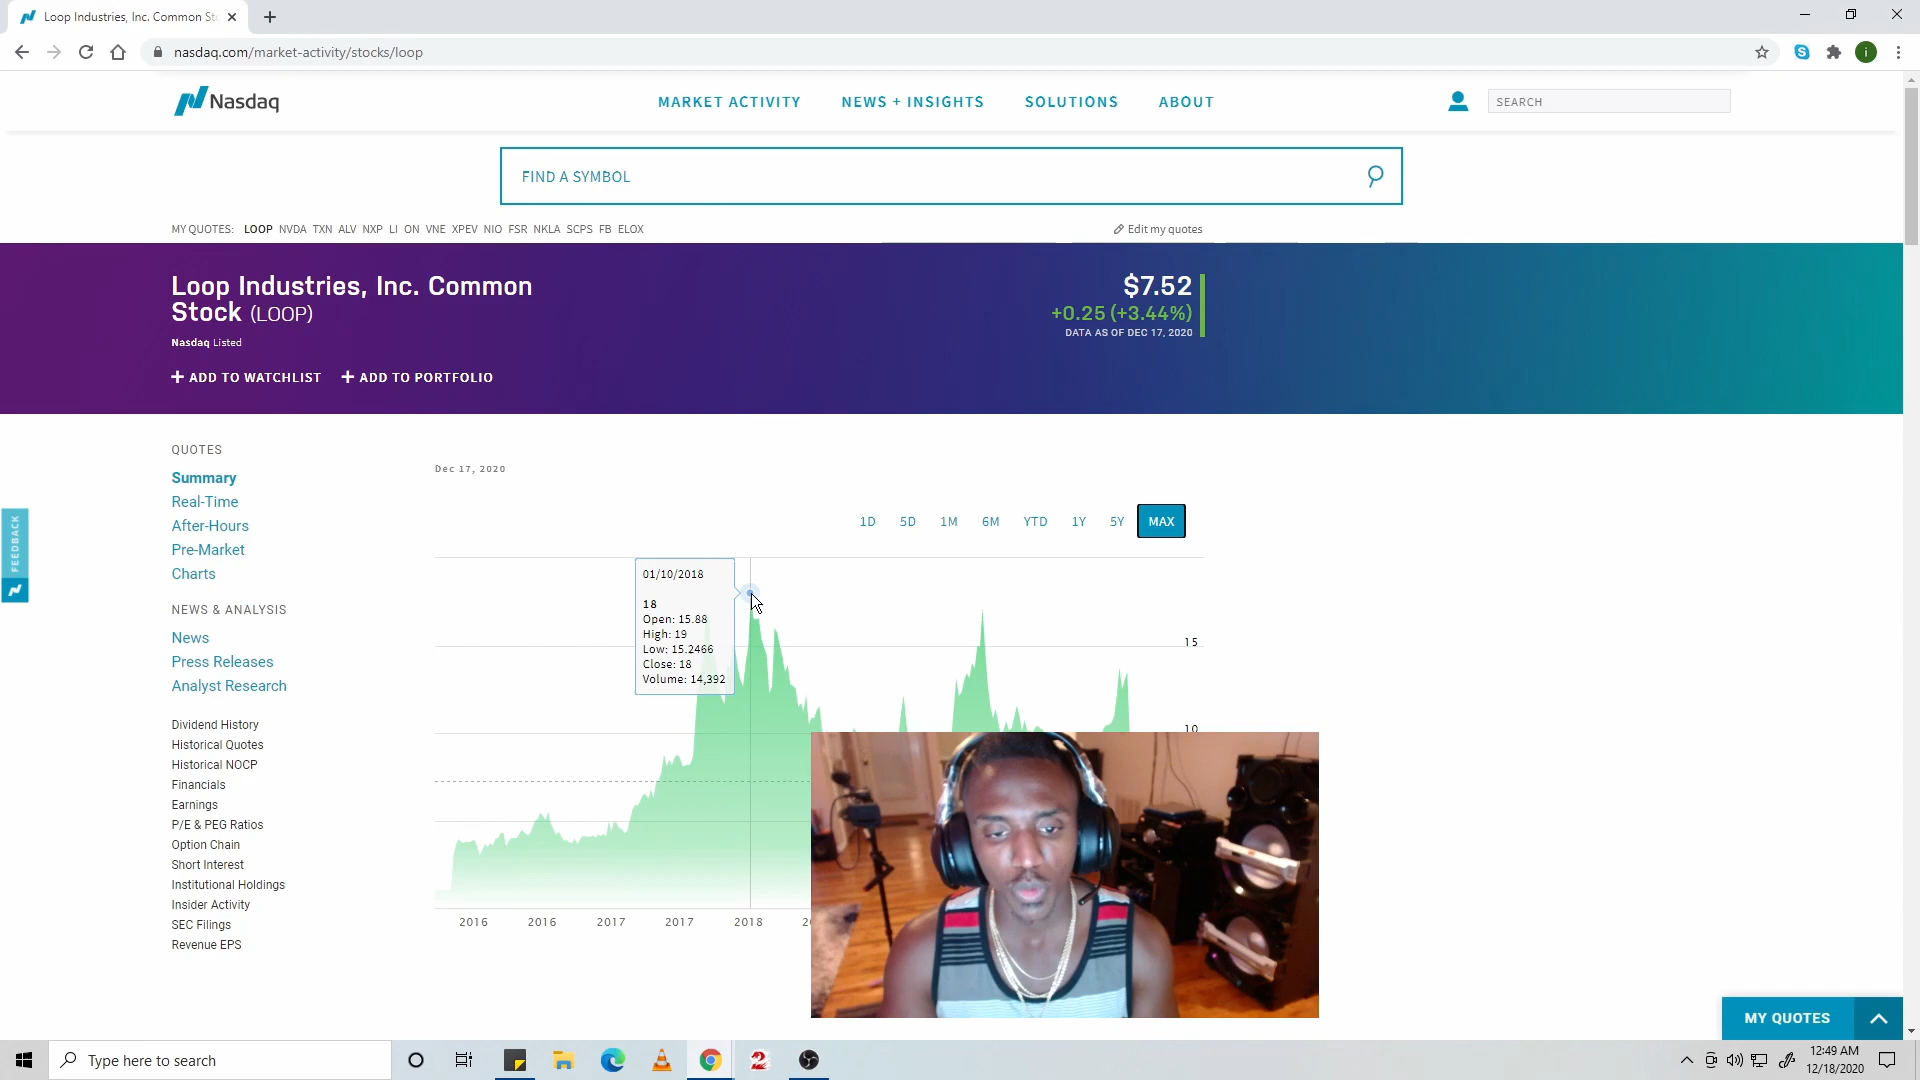 Loop Industries, Inc. Common St
nasdaq.com/market-activity/stocks/loop
i
Nasdaq
MARKET ACTIVITY
NEWS + INSIGHTS
SOLUTIONS
ABOUT
SEARCH
FIND A SYMBOL
MY QUOTES: LOOP NVDA TXN ALV NXP LI ON VNE XPEV NIO FSR NKLA SCPS FB ELOX
Edit my quotes
Loop Industries, Inc. Common
Stock (LOOP)
Nasdaq Listed
+ ADD TO WATCHLIST + ADD TO PORTFOLIO
$7.52
+0.25 (+3.44%)
DATA AS OF DEC 17, 2020
FEEDBACK
QUOTES
Summary
Real-Time
After-Hours
Pre-Market
Charts
NEWS & ANALYSIS
News
Press Releases
Analyst Research
Dividend History
Historical Quotes
Historical NOCP
Financials
Earnings
P/E & PEG Ratios
Option Chain
Short Interest
Institutional Holdings
Insider Activity
SEC Filings
Revenue EPS
Dec 17, 2020
1D 5D 1M 6M YTD 1Y 5Y MAX
01/10/2018
18
Open: 15.88
High: 19
Low: 15.2466
Close: 18
Volume: 14,392
15
10
2016 2016 2017 2017 2018 2
MY QUOTES
Type here to search
12:49 AM
12/18/2020